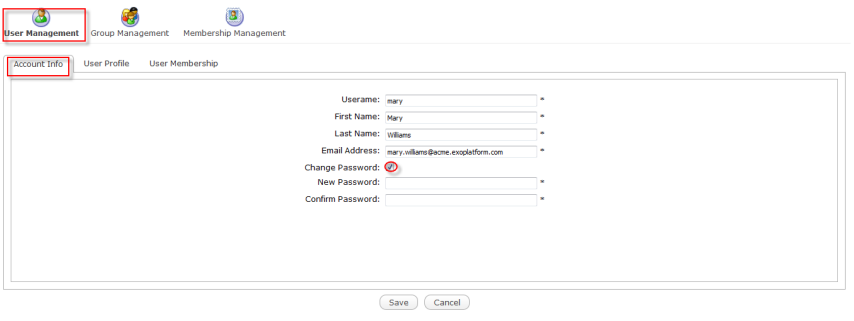 User Management Group Management Membership Management
Account Info User Profile User Membership
Userame: mary *
First Name: Mary *
Last Name: Williams *
Email Address: mary.williams@acme.exoplatform.com *
Change Password:
New Password: *
Confirm Password: *
Save Cancel